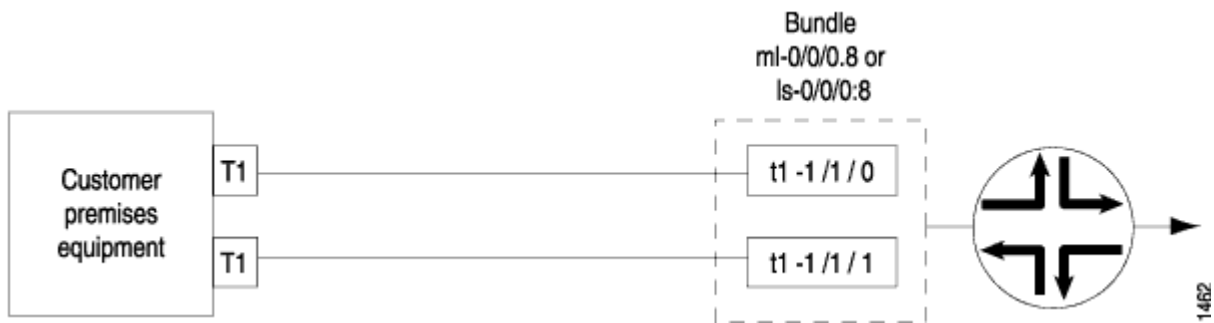 Bundle
ml-0/0/0.8 or
ls-0/0/0:8
Customer
premises
equipment
T1
T1
t1 -1 /1 / 0
t1 -1 /1 / 1
1462